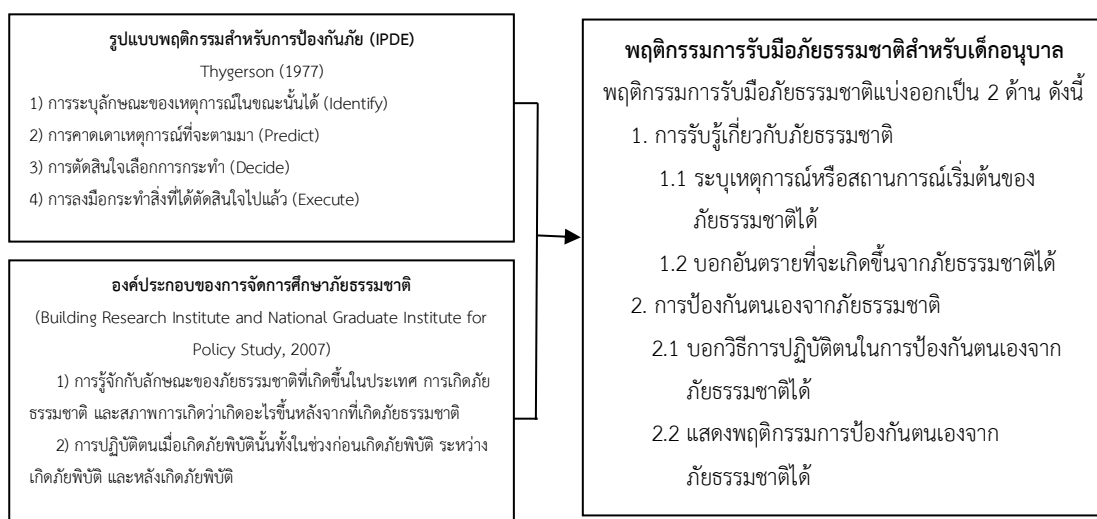 รูปแบบพฤติกรรมสำหรับการป้องกันภัย (IPDE)
Thygerson (1977)
1) การระบุลักษณะของเหตุการณ์ในขณะนั้นได้ (Identify)
2) การคาดเดาเหตุการณ์ที่จะตามมา (Predict)
3) การตัดสินใจเลือกการกระทำ (Decide)
4) การลงมือกระทำสิ่งที่ได้ตัดสินใจไปแล้ว (Execute)
องค์ประกอบของการจัดการศึกษาภัยธรรมชาติ
(Building Research Institute and National Graduate Institute for
Policy Study, 2007)
1) การรู้จักกับลักษณะของภัยธรรมชาติที่เกิดขึ้นในประเทศ การเกิดภัย
ธรรมชาติ และสภาพการเกิดว่าเกิดอะไรขึ้นหลังจากที่เกิดภัยธรรมชาติ
2) การปฏิบัติตนเมื่อเกิดภัยพิบัตินั้นทั้งในช่วงก่อนเกิดภัยพิบัติ ระหว่าง
เกิดภัยพิบัติ และหลังเกิดภัยพิบัติ
พฤติกรรมการรับมือภัยธรรมชาติสำหรับเด็กอนุบาล
พฤติกรรมการรับมือภัยธรรมชาติแบ่งออกเป็น 2 ด้าน ดังนี้
1. การรับรู้เกี่ยวกับภัยธรรมชาติ
1.1 ระบุเหตุการณ์หรือสถานการณ์เริ่มต้นของ
ภัยธรรมชาติได้
1.2 บอกอันตรายที่จะเกิดขึ้นจากภัยธรรมชาติได้
2. การป้องกันตนเองจากภัยธรรมชาติ
2.1 บอกวิธีการปฏิบัติตนในการป้องกันตนเองจาก
ภัยธรรมชาติได้
2.2 แสดงพฤติกรรมการป้องกันตนเองจาก
ภัยธรรมชาติได้